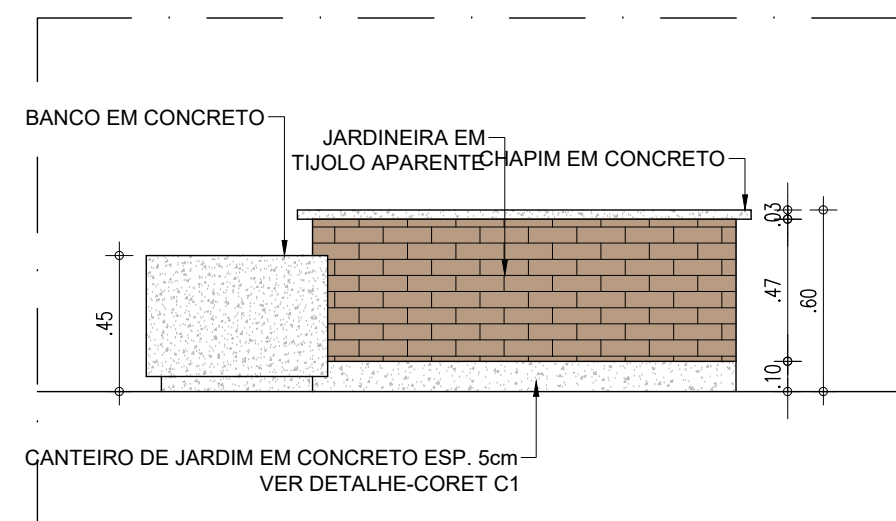 BANCO EM CONCRETO
JARDINEIRA EM
TIJOLO APARENTE
CHAPIM EM CONCRETO
.03
.47
.60
.45
.10
CANTEIRO DE JARDIM EM CONCRETO ESP. 5cm
VER DETALHE-CORET C1